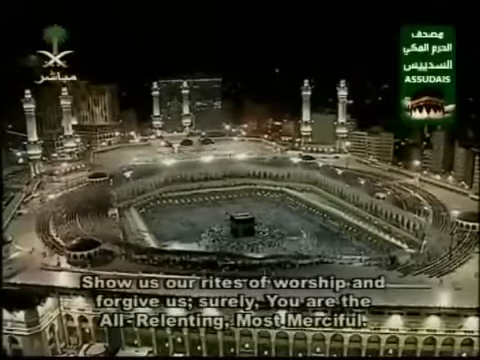 مباشر
مصحف
الحرم المكي
السديس
ASSUDAIS
Show us our rites of worship and
forgive us; surely, You are the
All-Relenting, Most Merciful.